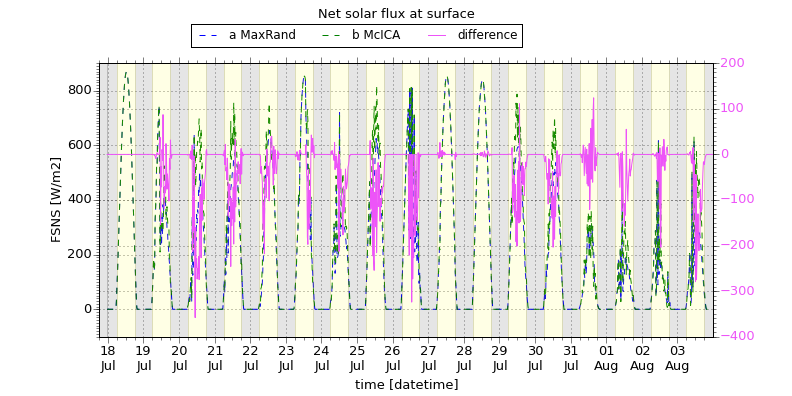 Net solar flux at surface
a MaxRand b McICA difference
FSNS [W/m2]
800
600
400
200
0
200
100
0
−100
−200
−300
−400
18 19 20 21 22 23 24 25 26 27 28 29 30 31 01 02 03
Jul Jul Jul Jul Jul Jul Jul Jul Jul Jul Jul Jul Jul Jul Aug Aug Aug
time [datetime]